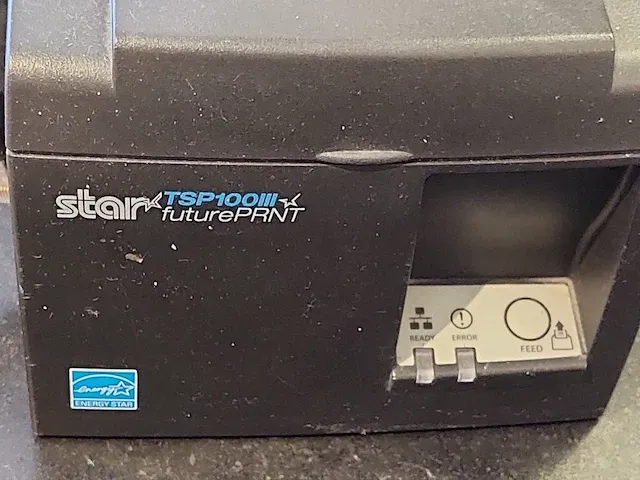 star TSP100III
futurePRNT
READY ERROR
FEED
energy
ENERGY STAR